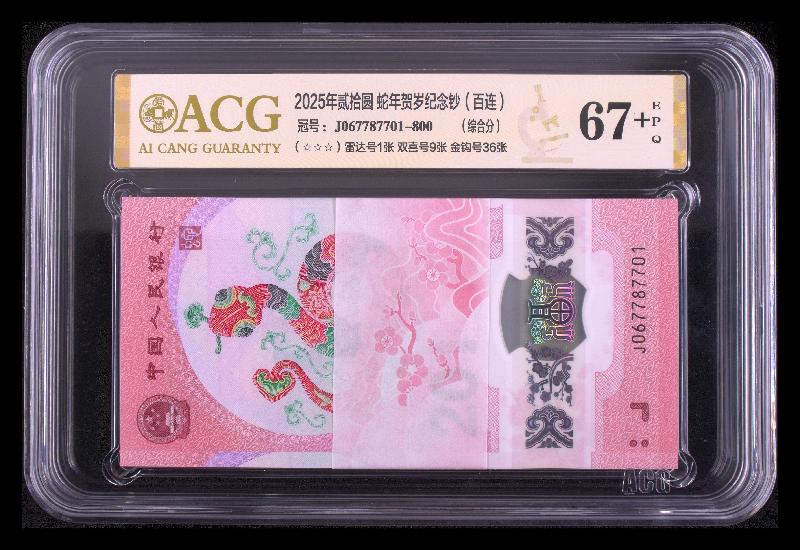 ACG
AI CANG GUARANTY
2025年贰拾圆 蛇年贺岁纪念钞（百连）
冠号：J067787701-800 （综合分）
（☆☆☆）雷达号1张 双喜号9张 金钩号36张
67+
EPQ
中国人民银行
J067787701
20
ACG